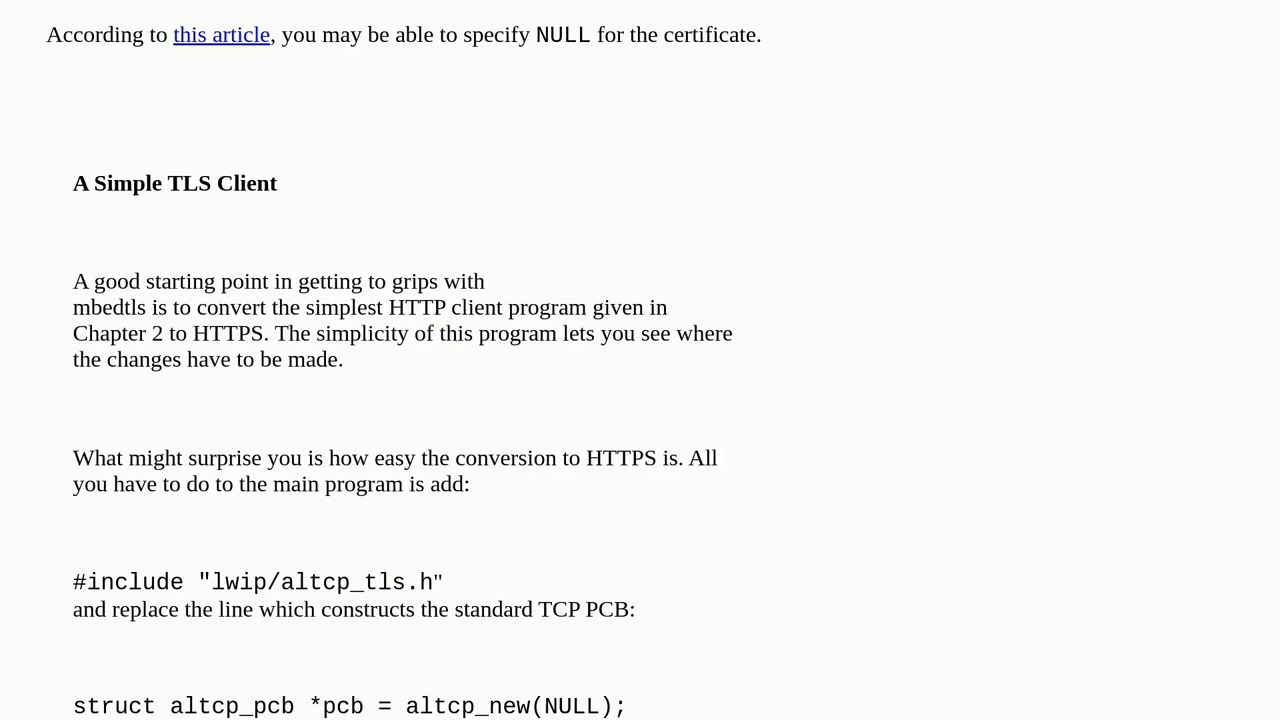 According to this article, you may be able to specify NULL for the certificate.
A Simple TLS Client
A good starting point in getting to grips with
mbedtls is to convert the simplest HTTP client program given in
Chapter 2 to HTTPS. The simplicity of this program lets you see where
the changes have to be made.
What might surprise you is how easy the conversion to HTTPS is. All
you have to do to the main program is add:
#include "lwip/altcp_tls.h"
and replace the line which constructs the standard TCP PCB:
struct altcp_pcb *pcb = altcp_new(NULL);